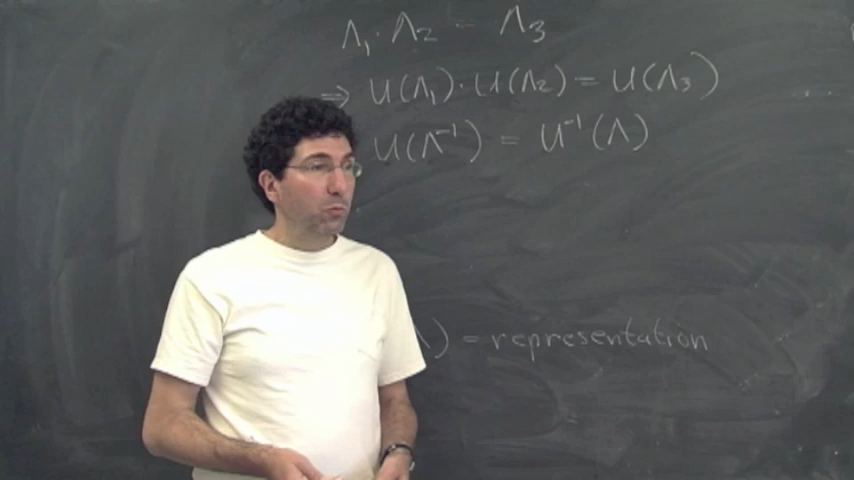 Λ₁ · Λ₂ = Λ₃
⇒ U(Λ₁) · U(Λ₂) = U(Λ₃)
U(Λ⁻¹) = U⁻¹(Λ)
Λ) = representation